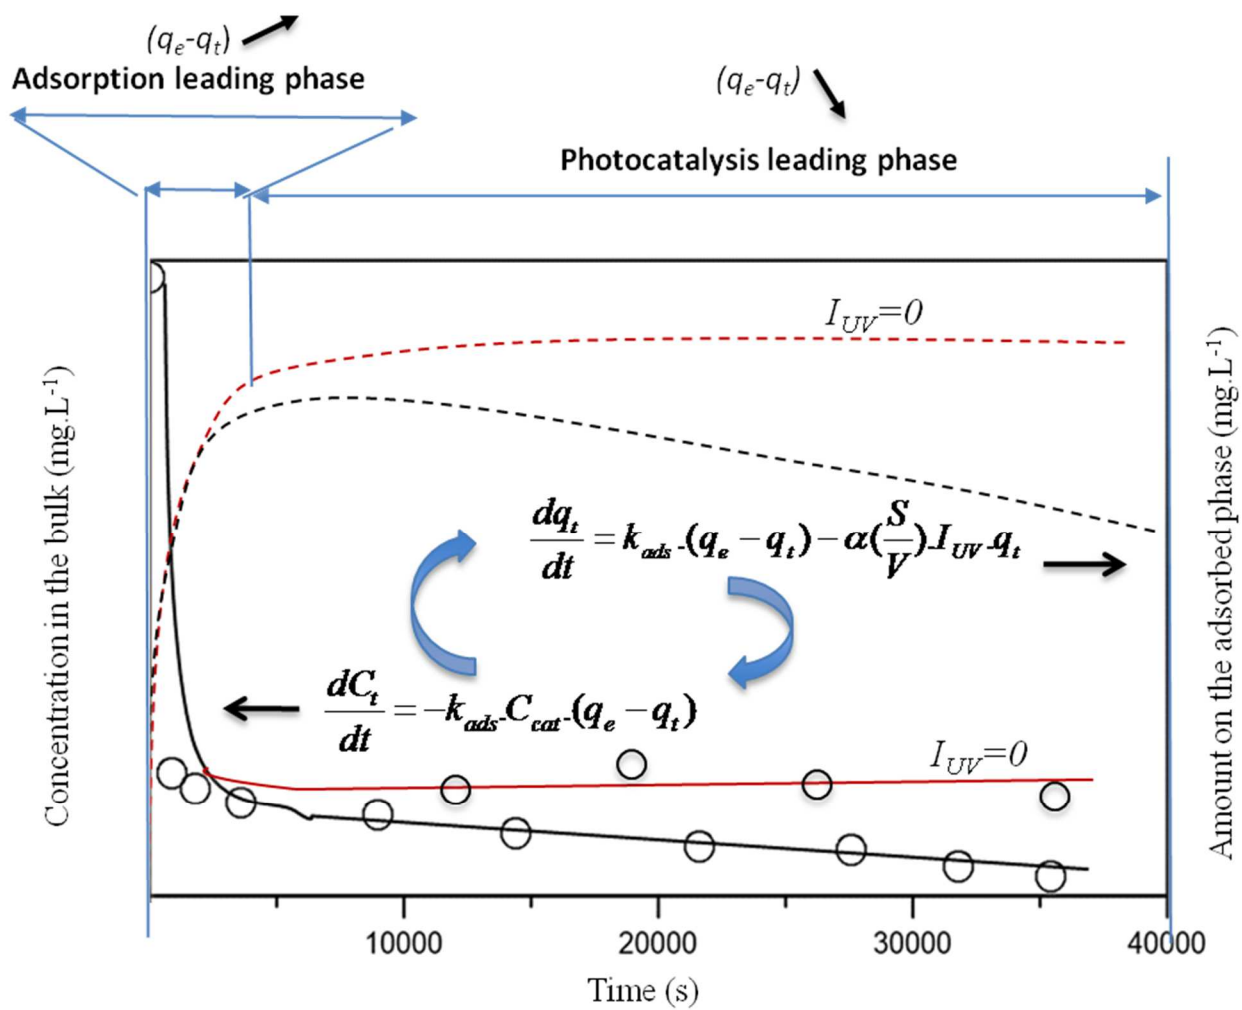 (qe-qt)
Adsorption leading phase
(qe-qt)
Photocatalysis leading phase
IUV=0
Concentration in the bulk (mg.L-1)
Amount on the adsorbed phase (mg.L-1)
dqt/dt = kads.(qe − qt) − α(S/V).IUV.qt
dCt/dt = −kads.Ccat.(qe − qt)
IUV=0
10000 20000 30000 40000
Time (s)